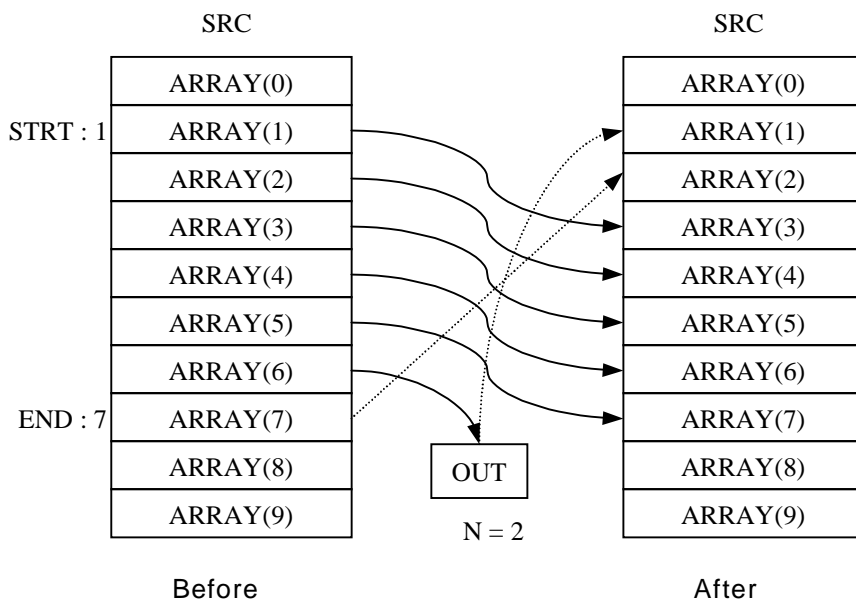 SRC
ARRAY(0)
STRT : 1
ARRAY(1)
ARRAY(2)
ARRAY(3)
ARRAY(4)
ARRAY(5)
ARRAY(6)
END : 7
ARRAY(7)
ARRAY(8)
ARRAY(9)
Before
OUT
N = 2
SRC
ARRAY(0)
ARRAY(1)
ARRAY(2)
ARRAY(3)
ARRAY(4)
ARRAY(5)
ARRAY(6)
ARRAY(7)
ARRAY(8)
ARRAY(9)
After